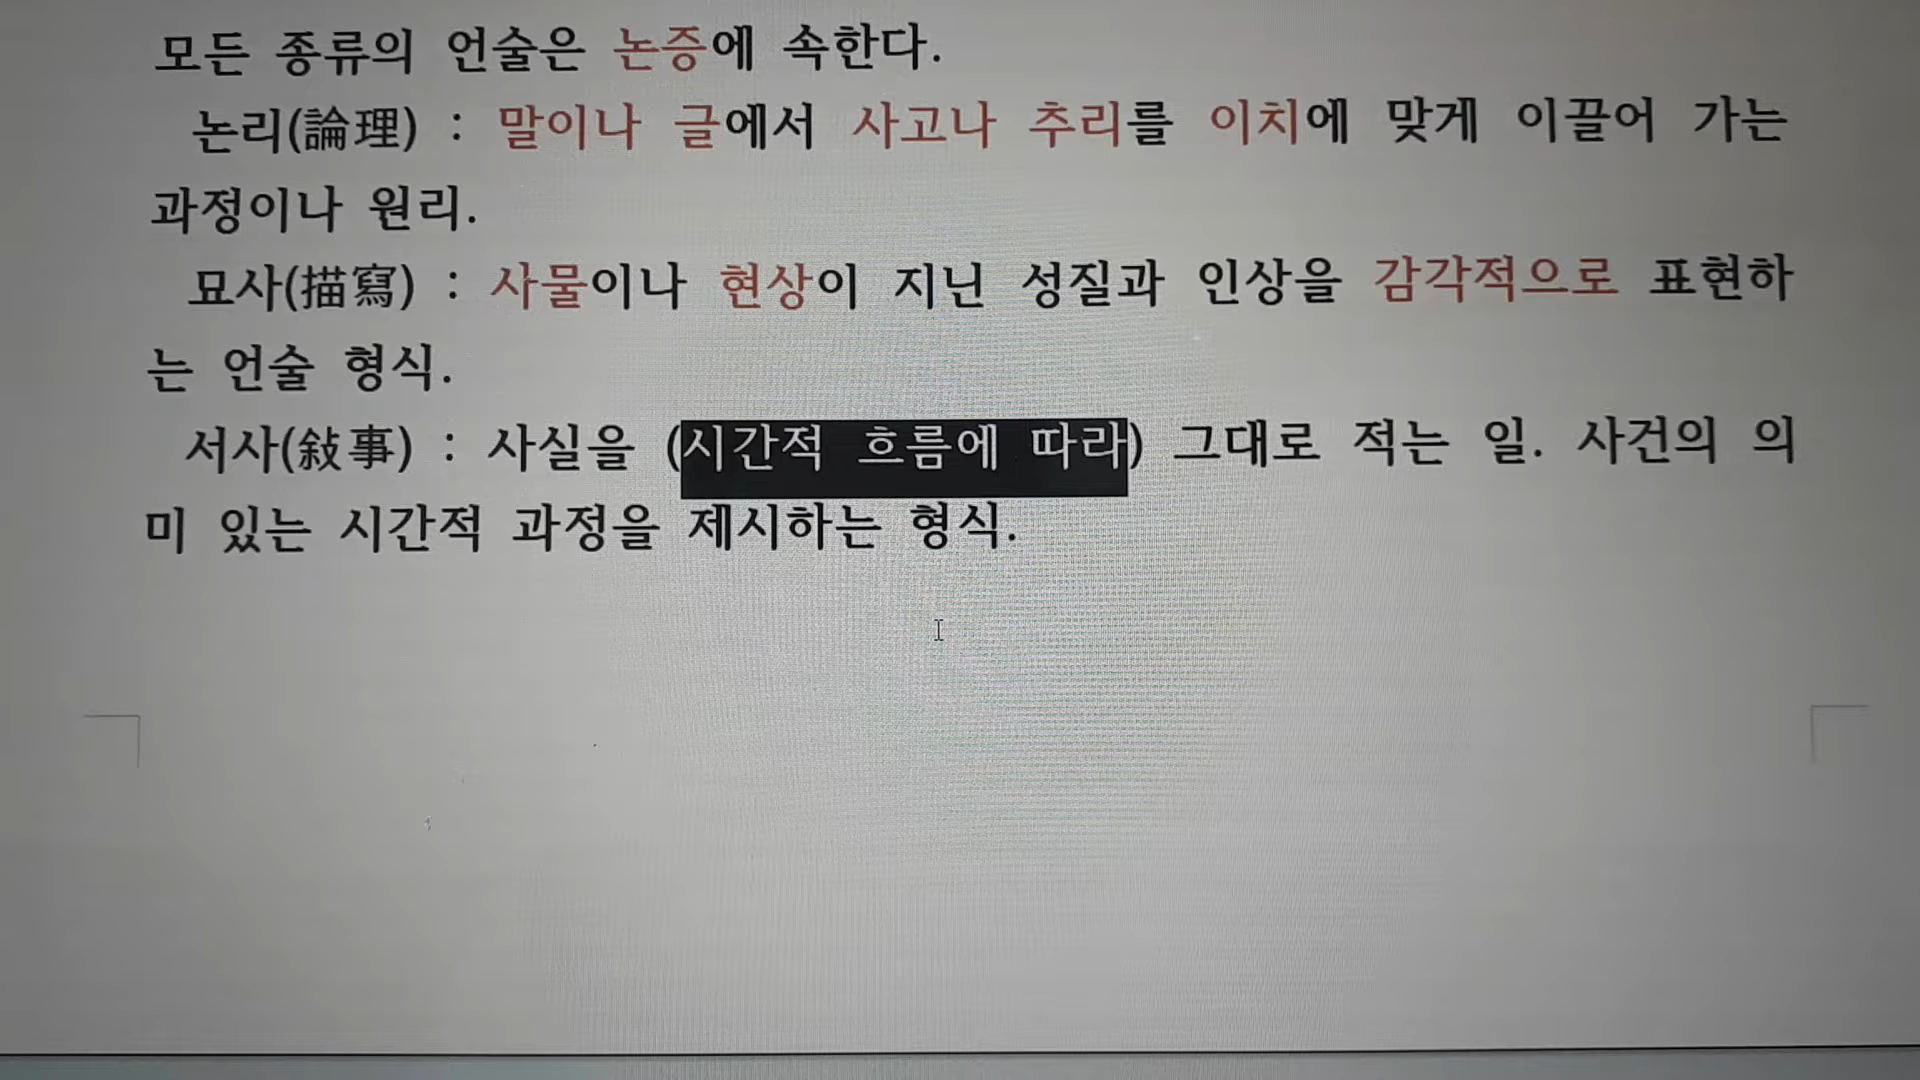 모든 종류의 언술은 논증에 속한다.
논리(論理) : 말이나 글에서 사고나 추리를 이치에 맞게 이끌어 가는
과정이나 원리.
묘사(描寫) : 사물이나 현상이 지닌 성질과 인상을 감각적으로 표현하
는 언술 형식.
서사(敍事) : 사실을 (시간적 흐름에 따라) 그대로 적는 일. 사건의 의
미 있는 시간적 과정을 제시하는 형식.